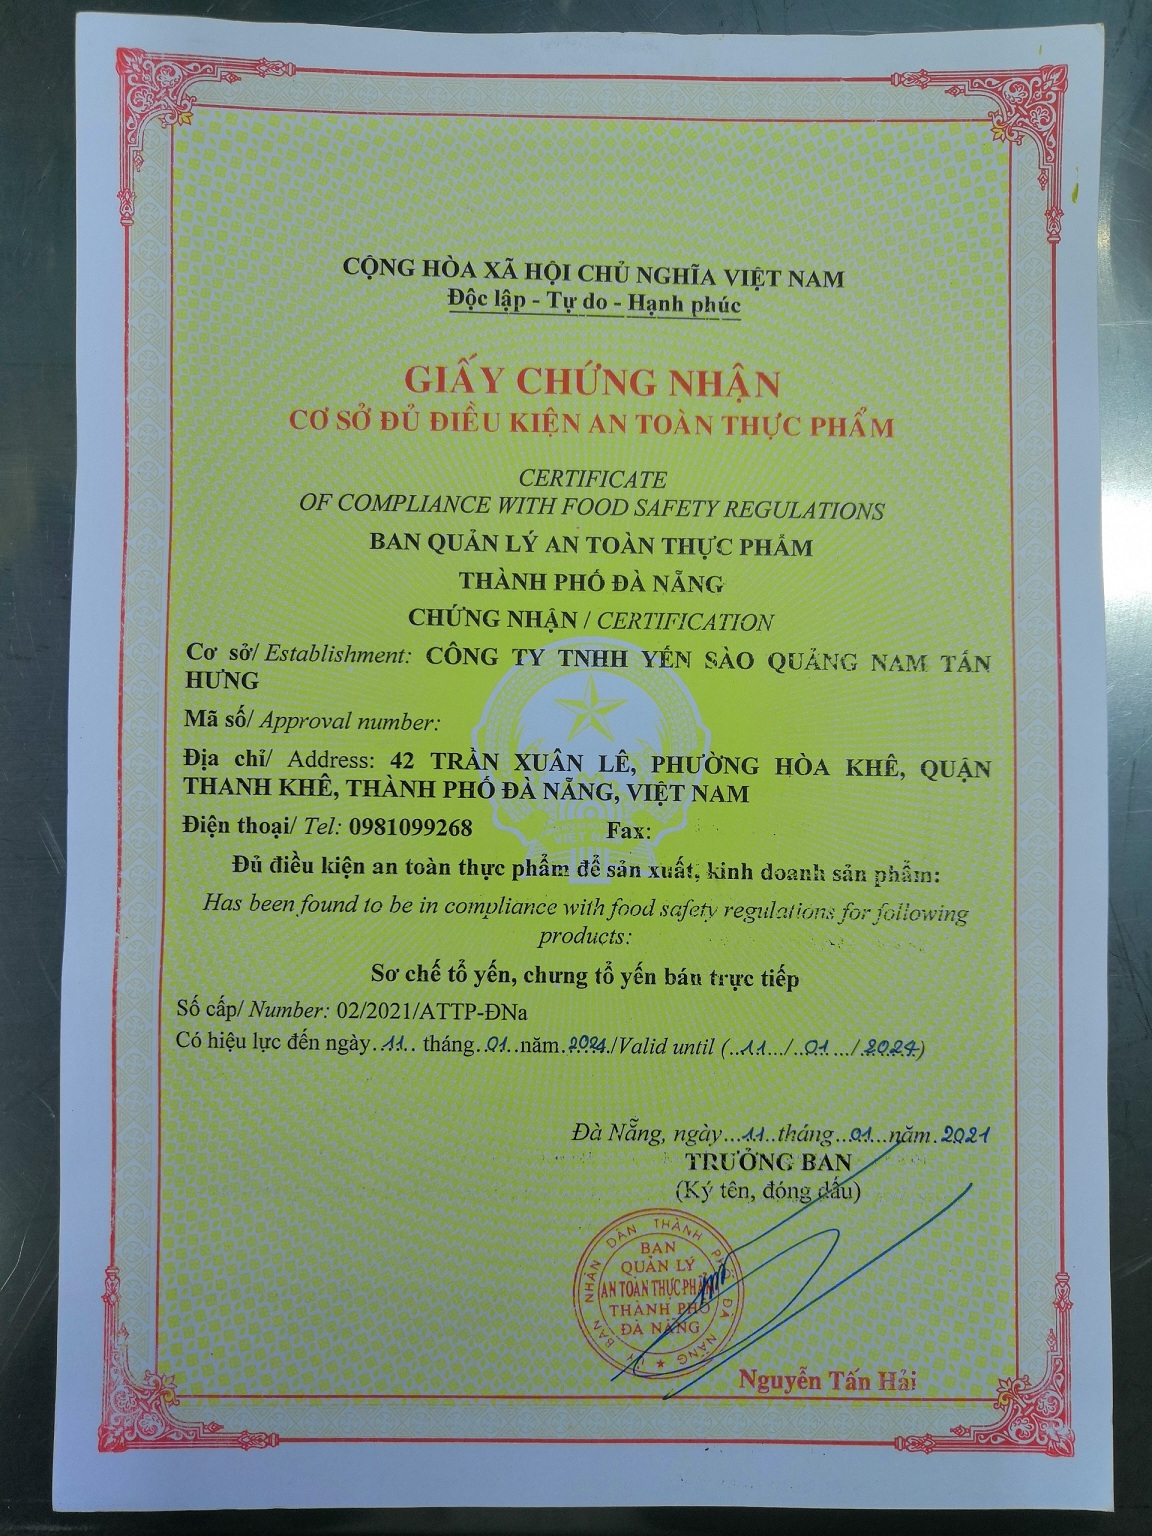 CỘNG HÒA XÃ HỘI CHỦ NGHĨA VIỆT NAM
Độc lập - Tự do - Hạnh phúc
GIẤY CHỨNG NHẬN
CƠ SỞ ĐỦ ĐIỀU KIỆN AN TOÀN THỰC PHẨM
CERTIFICATE
OF COMPLIANCE WITH FOOD SAFETY REGULATIONS
BAN QUẢN LÝ AN TOÀN THỰC PHẨM
THÀNH PHỐ ĐÀ NẴNG
CHỨNG NHẬN / CERTIFICATION
Cơ sở/ Establishment: CÔNG TY TNHH YẾN SÀO QUẢNG NAM TẤN
HƯNG
Mã số/ Approval number:
Địa chỉ/ Address: 42 TRẦN XUÂN LÊ, PHƯỜNG HÒA KHÊ, QUẬN
THANH KHÊ, THÀNH PHỐ ĐÀ NẴNG, VIỆT NAM
Điện thoại/ Tel: 0981099268 Fax:
Đủ điều kiện an toàn thực phẩm để sản xuất, kinh doanh sản phẩm:
Has been found to be in compliance with food safety regulations for following
products:
Sơ chế tổ yến, chưng tổ yến bán trực tiếp
Số cấp/ Number: 02/2021/ATTP-ĐNa
Có hiệu lực đến ngày..11.. tháng..01..năm.2024./Valid until (..11.../..01.../.2024.)
Đà Nẵng, ngày...11..tháng...01...năm.2021
TRƯỞNG BAN
(Ký tên, đóng dấu)
ỦY BAN NHÂN DÂN THÀNH PHỐ ĐÀ NẴNG
BAN
QUẢN LÝ
AN TOÀN THỰC PHẨM
THÀNH PHỐ
ĐÀ NẴNG
Nguyễn Tấn Hải